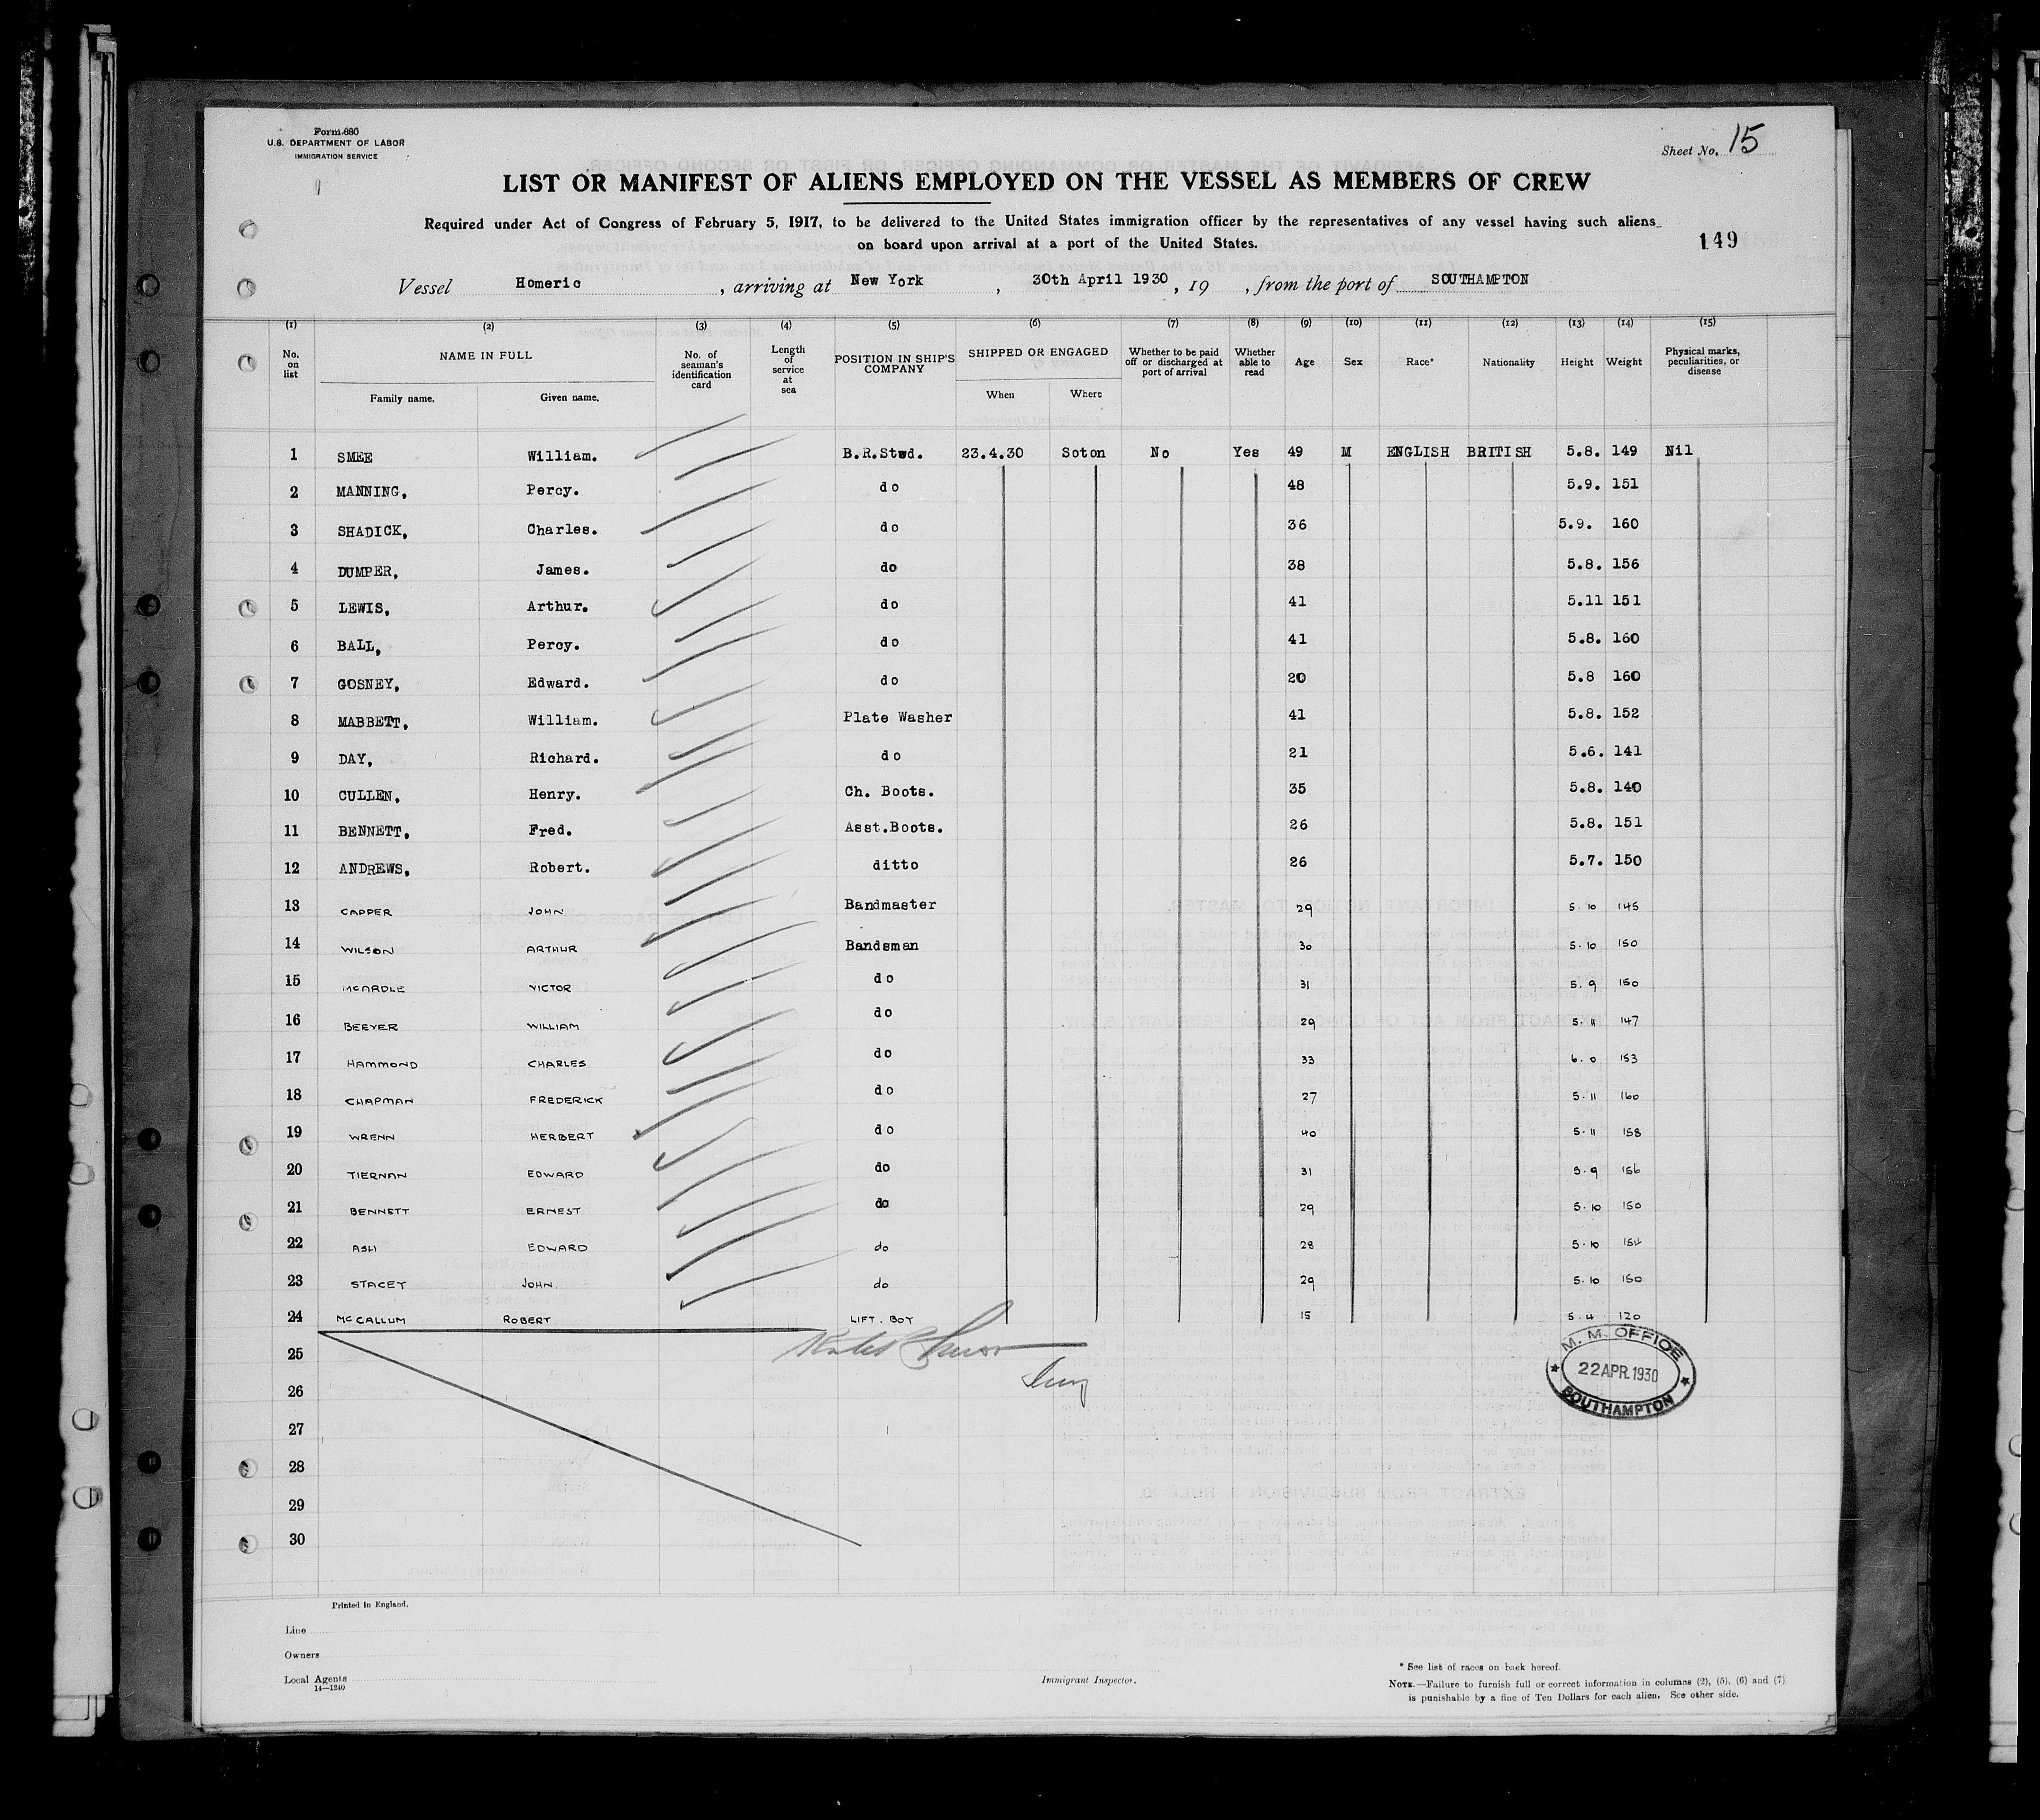 Form 680
U.S. DEPARTMENT OF LABOR
IMMIGRATION SERVICE
Sheet No. 15
LIST OR MANIFEST OF ALIENS EMPLOYED ON THE VESSEL AS MEMBERS OF CREW
Required under Act of Congress of February 5, 1917, to be delivered to the United States immigration officer by the representatives of any vessel having such aliens
on board upon arrival at a port of the United States.
149
Vessel Homeric, arriving at New York, 30th April 1930, 19 , from the port of SOUTHAMPTON
(1) (2) (3) (4) (5) (6) (7) (8) (9) (10) (11) (12) (13) (14) (15)
No. on list NAME IN FULL No. of seaman's identification card Length of service at sea POSITION IN SHIP'S COMPANY SHIPPED OR ENGAGED Whether to be paid off or discharged at port of arrival Whether able to read Age Sex Race* Nationality Height Weight Physical marks, peculiarities, or disease
Family name. Given name. When Where
1 SMEE William. B.R.Stwd. 23.4.30 Soton No Yes 49 M ENGLISH BRITISH 5.8. 149 Nil
2 MANNING, Percy. do 48 5.9. 151
3 SHADICK, Charles. do 36 5.9. 160
4 DUMPER, James. do 38 5.8. 156
5 LEWIS, Arthur. do 41 5.11 151
6 BALL, Percy. do 41 5.8. 160
7 GOSNEY, Edward. do 20 5.8 160
8 MABBETT, William. Plate Washer 41 5.8. 152
9 DAY, Richard. do 21 5.6. 141
10 CULLEN, Henry. Ch. Boots. 35 5.8. 140
11 BENNETT, Fred. Asst.Boots. 26 5.8. 151
12 ANDREWS, Robert. ditto 26 5.7. 150
13 CAPPER JOHN Bandmaster 29 5.10 145
14 WILSON ARTHUR Bandsman 30 5.10 150
15 McARDLE VICTOR do 31 5.9 150
16 BEEVER WILLIAM do 29 5.11 147
17 HAMMOND CHARLES do 33 6.0 153
18 CHAPMAN FREDERICK do 27 5.11 160
19 WRENN HERBERT do 40 5.11 158
20 TIERNAN EDWARD do 31 5.9 156
21 BENNETT ERNEST do 29 5.10 150
22 ASH EDWARD do 28 5.10 154
23 STACEY JOHN. do 29 5.10 150
24 McCALLUM ROBERT LIFT. BOY 15 5.4 120
25
26
27
28
29
30
M. M. OFFICE
22 APR. 1930
SOUTHAMPTON
Printed in England.
Line
Owners
Local Agents
14—1240
Immigrant Inspector.
* See list of races on back hereof.
NOTE.—Failure to furnish full or correct information in columns (2), (5), (6) and (7)
is punishable by a fine of Ten Dollars for each alien. See other side.